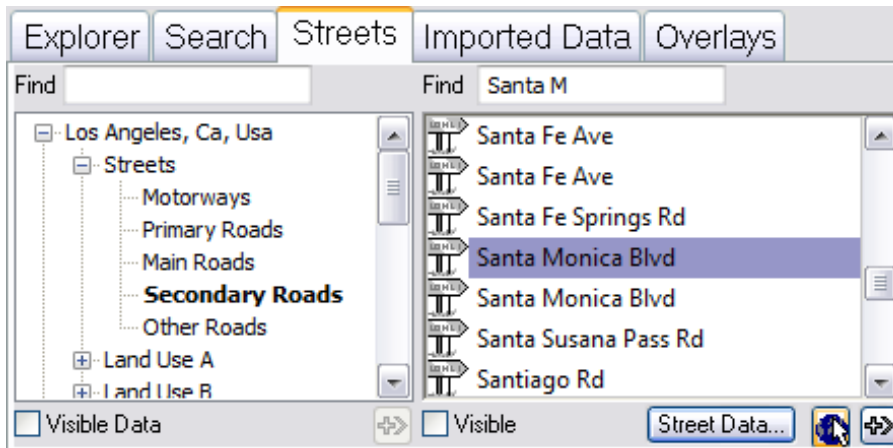 Explorer Search Streets Imported Data Overlays
Find
Find Santa M
Los Angeles, Ca, Usa
Streets
Motorways
Primary Roads
Main Roads
Secondary Roads
Other Roads
Land Use A
Land Use B
Santa Fe Ave
Santa Fe Ave
Santa Fe Springs Rd
Santa Monica Blvd
Santa Monica Blvd
Santa Susana Pass Rd
Santiago Rd
Visible Data
Visible
Street Data...